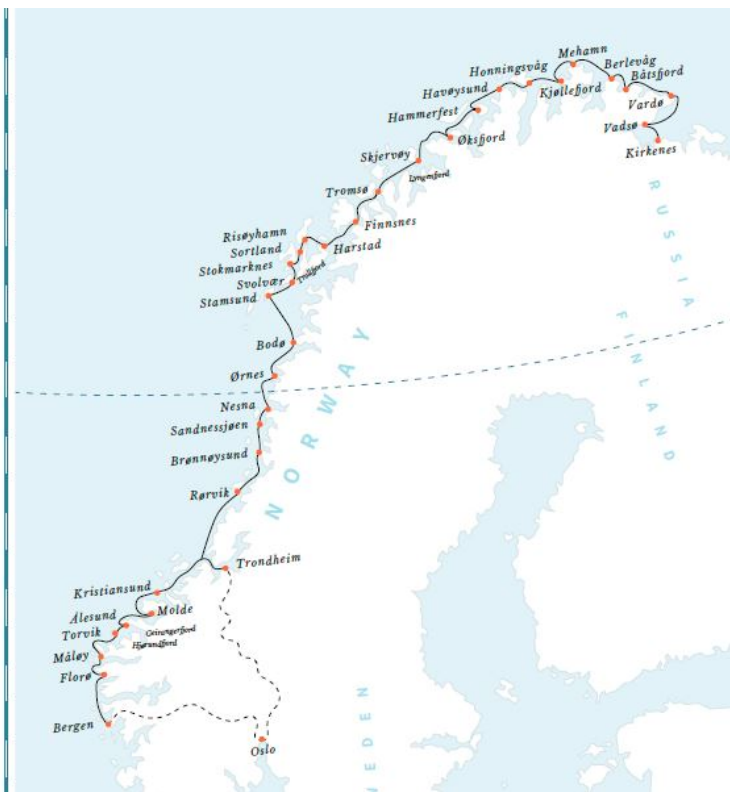 Mehamn
Honningsvåg
Berlevåg
Havøysund
Båtsfjord
Kjøllefjord
Hammerfest
Vardø
Vadsø
Øksfjord
Kirkenes
Skjervøy
Lyngenfjord
Tromsø
RUSSIA
Finnsnes
Risøyhamn
Harstad
Sortland
Stokmarknes
Trollfjord
Svolvær
Stamsund
FINLAND
Bodø
NORWAY
Ørnes
Nesna
Sandnessjøen
Brønnøysund
Rørvik
Trondheim
Kristiansund
Molde
Ålesund
Geirangerfjord
Torvik
Hjørundfjord
Måløy
Florø
EDEN
Bergen
Oslo